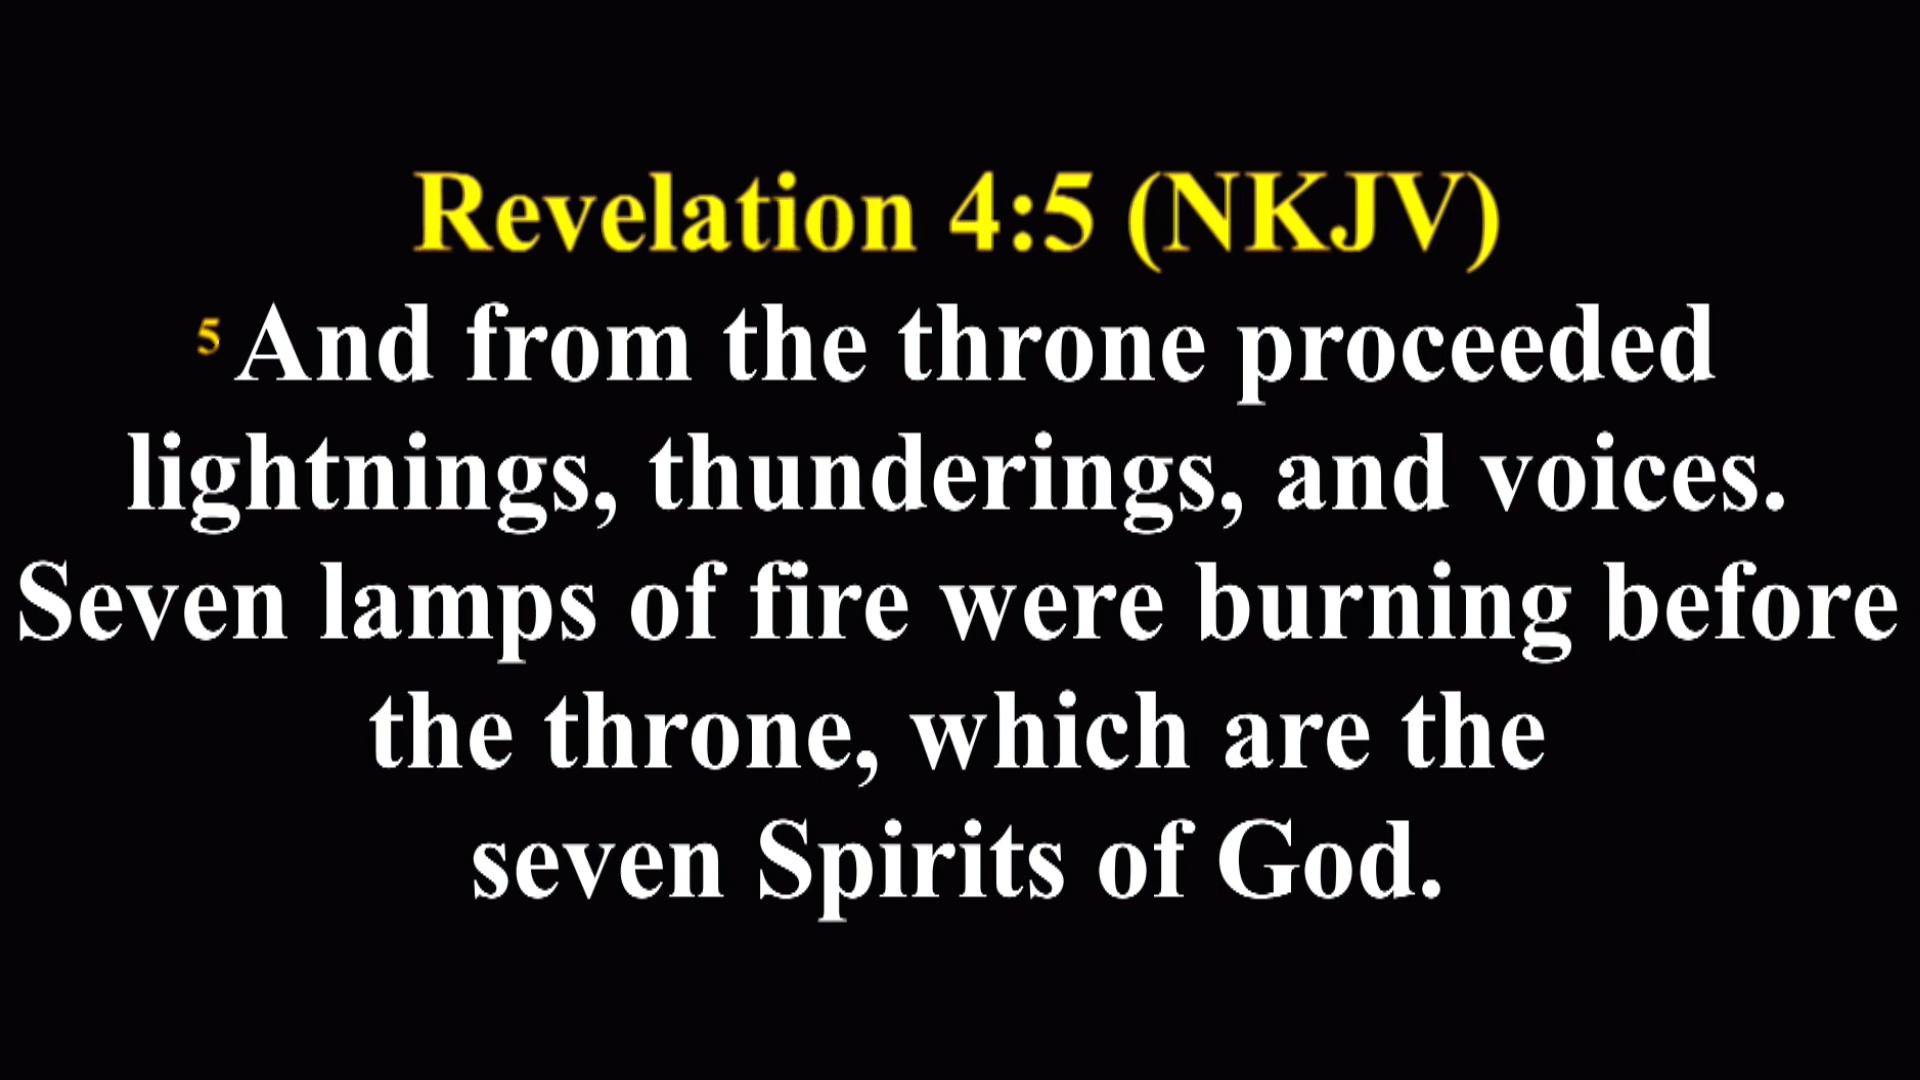 Revelation 4:5 (NKJV)
5 And from the throne proceeded
lightnings, thunderings, and voices.
Seven lamps of fire were burning before
the throne, which are the
seven Spirits of God.